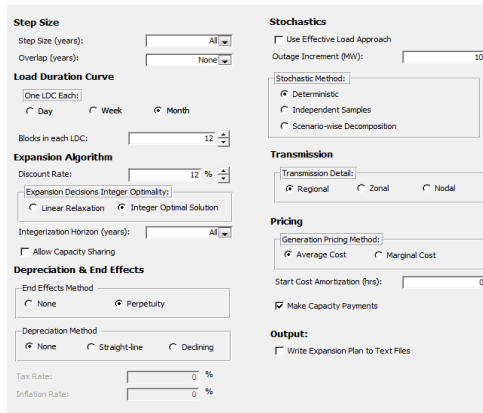 Step Size
Step Size (years): All
Overlap (years): None
Load Duration Curve
One LDC Each:
Day Week Month
Blocks in each LDC: 12
Expansion Algorithm
Discount Rate: 12 %
Expansion Decisions Integer Optimality:
Linear Relaxation Integer Optimal Solution
Integerization Horizon (years): All
Allow Capacity Sharing
Depreciation & End Effects
End Effects Method
None Perpetuity
Depreciation Method
None Straight-line Declining
Tax Rate: 0 %
Inflation Rate: 0 %
Stochastics
Use Effective Load Approach
Outage Increment (MW): 10
Stochastic Method:
Deterministic
Independent Samples
Scenario-wise Decomposition
Transmission
Transmission Detail:
Regional Zonal Nodal
Pricing
Generation Pricing Method:
Average Cost Marginal Cost
Start Cost Amortization (hrs): 0
Make Capacity Payments
Output:
Write Expansion Plan to Text Files